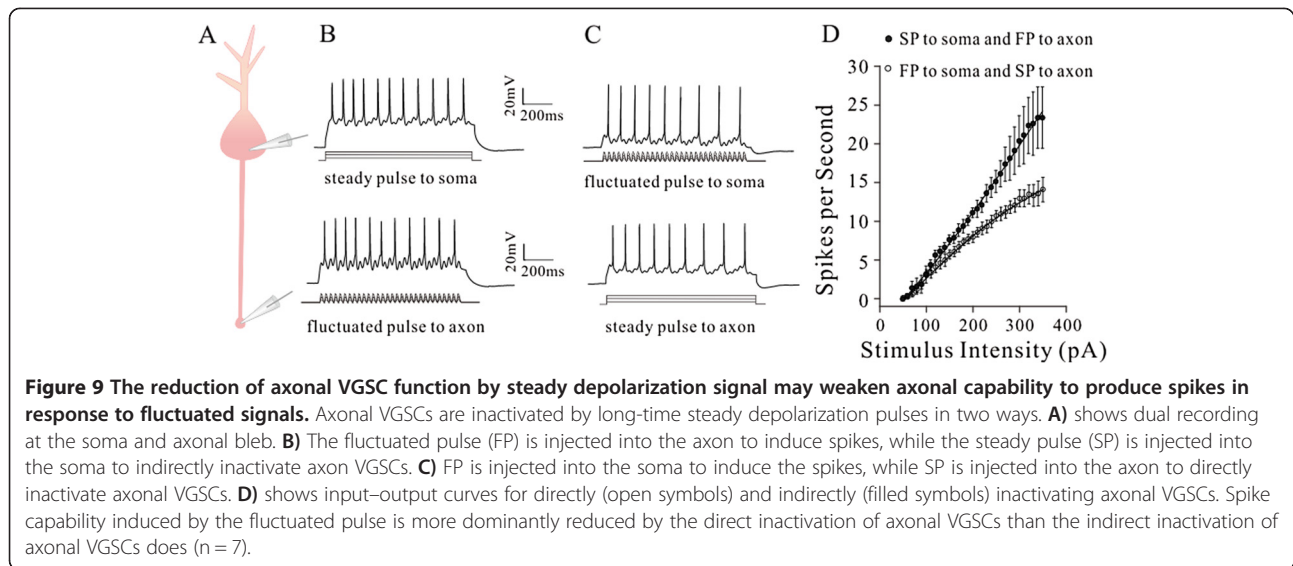 A
B
C
D
● SP to soma and FP to axon
○ FP to soma and SP to axon
20mV
200ms
20mV
200ms
steady pulse to soma
fluctuated pulse to soma
20mV
200ms
fluctuated pulse to axon
steady pulse to axon
Spikes per Second
30
25
20
15
10
5
0
0 100 200 300 400
Stimulus Intensity (pA)
Figure 9 The reduction of axonal VGSC function by steady depolarization signal may weaken axonal capability to produce spikes in
response to fluctuated signals. Axonal VGSCs are inactivated by long-time steady depolarization pulses in two ways. A) shows dual recording
at the soma and axonal bleb. B) The fluctuated pulse (FP) is injected into the axon to induce spikes, while the steady pulse (SP) is injected into
the soma to indirectly inactivate axon VGSCs. C) FP is injected into the soma to induce the spikes, while SP is injected into the axon to directly
inactivate axonal VGSCs. D) shows input–output curves for directly (open symbols) and indirectly (filled symbols) inactivating axonal VGSCs. Spike
capability induced by the fluctuated pulse is more dominantly reduced by the direct inactivation of axonal VGSCs than the indirect inactivation of
axonal VGSCs does (n = 7).